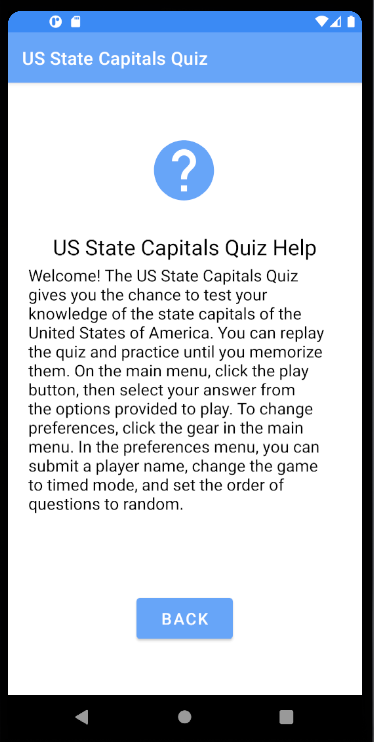 US State Capitals Quiz
?
US State Capitals Quiz Help
Welcome! The US State Capitals Quiz
gives you the chance to test your
knowledge of the state capitals of the
United States of America. You can replay
the quiz and practice until you memorize
them. On the main menu, click the play
button, then select your answer from
the options provided to play. To change
preferences, click the gear in the main
menu. In the preferences menu, you can
submit a player name, change the game
to timed mode, and set the order of
questions to random.
BACK